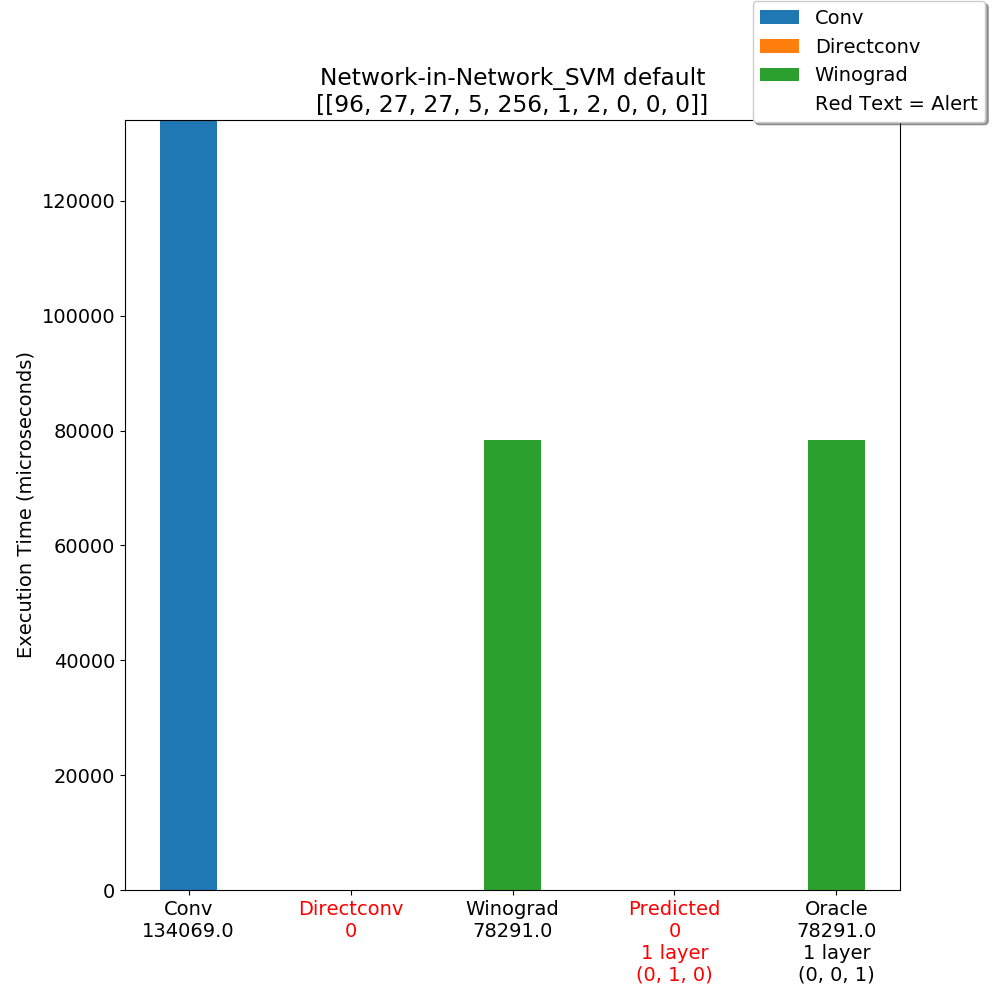 Conv
Directconv
Winograd
Red Text = Alert
Network-in-Network_SVM default
[[96, 27, 27, 5, 256, 1, 2, 0, 0, 0]]
Execution Time (microseconds)
120000
100000
80000
60000
40000
20000
0
Conv
134069.0
Directconv
0
Winograd
78291.0
Predicted
0
1 layer
(0, 1, 0)
Oracle
78291.0
1 layer
(0, 0, 1)